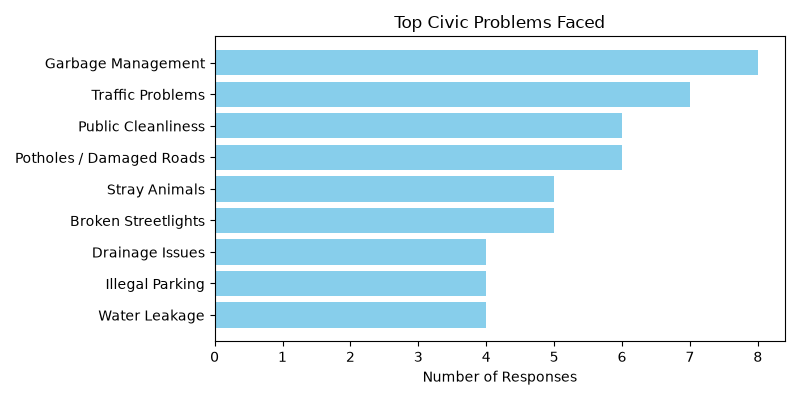 Top Civic Problems Faced
Garbage Management
Traffic Problems
Public Cleanliness
Potholes / Damaged Roads
Stray Animals
Broken Streetlights
Drainage Issues
Illegal Parking
Water Leakage
0 1 2 3 4 5 6 7 8
Number of Responses